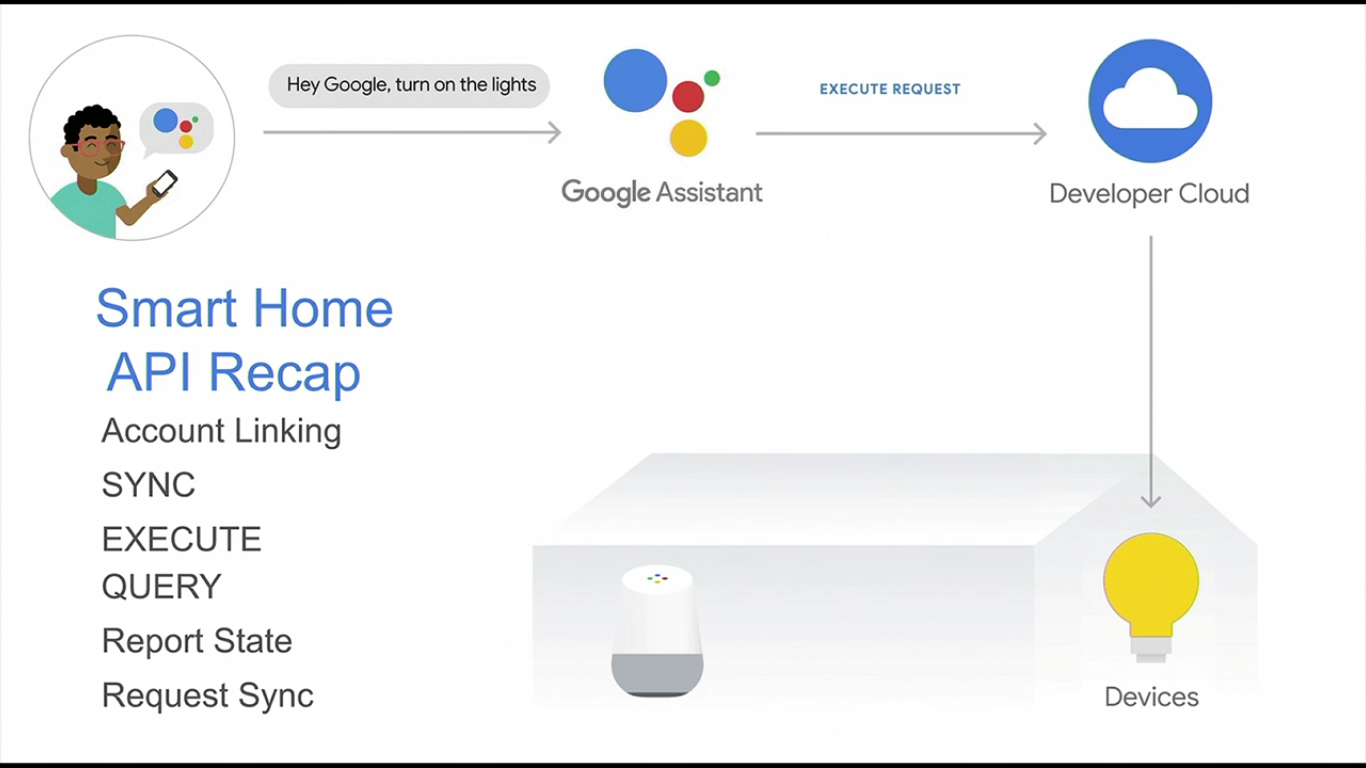 Hey Google, turn on the lights
EXECUTE REQUEST
Google Assistant
Developer Cloud
Smart Home
API Recap
Account Linking
SYNC
EXECUTE
QUERY
Report State
Request Sync
Devices